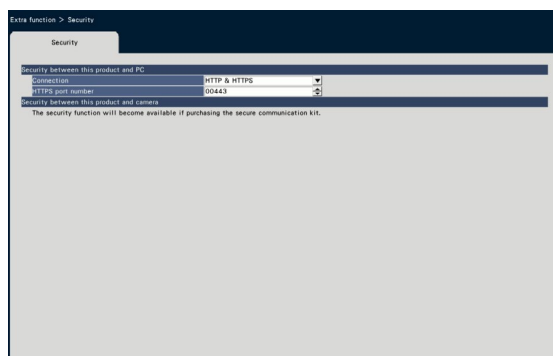 Extra function > Security
Security
Security between this product and PC
Connection HTTP & HTTPS
HTTPS port number 00443
Security between this product and camera
The security function will become available if purchasing the secure communication kit.